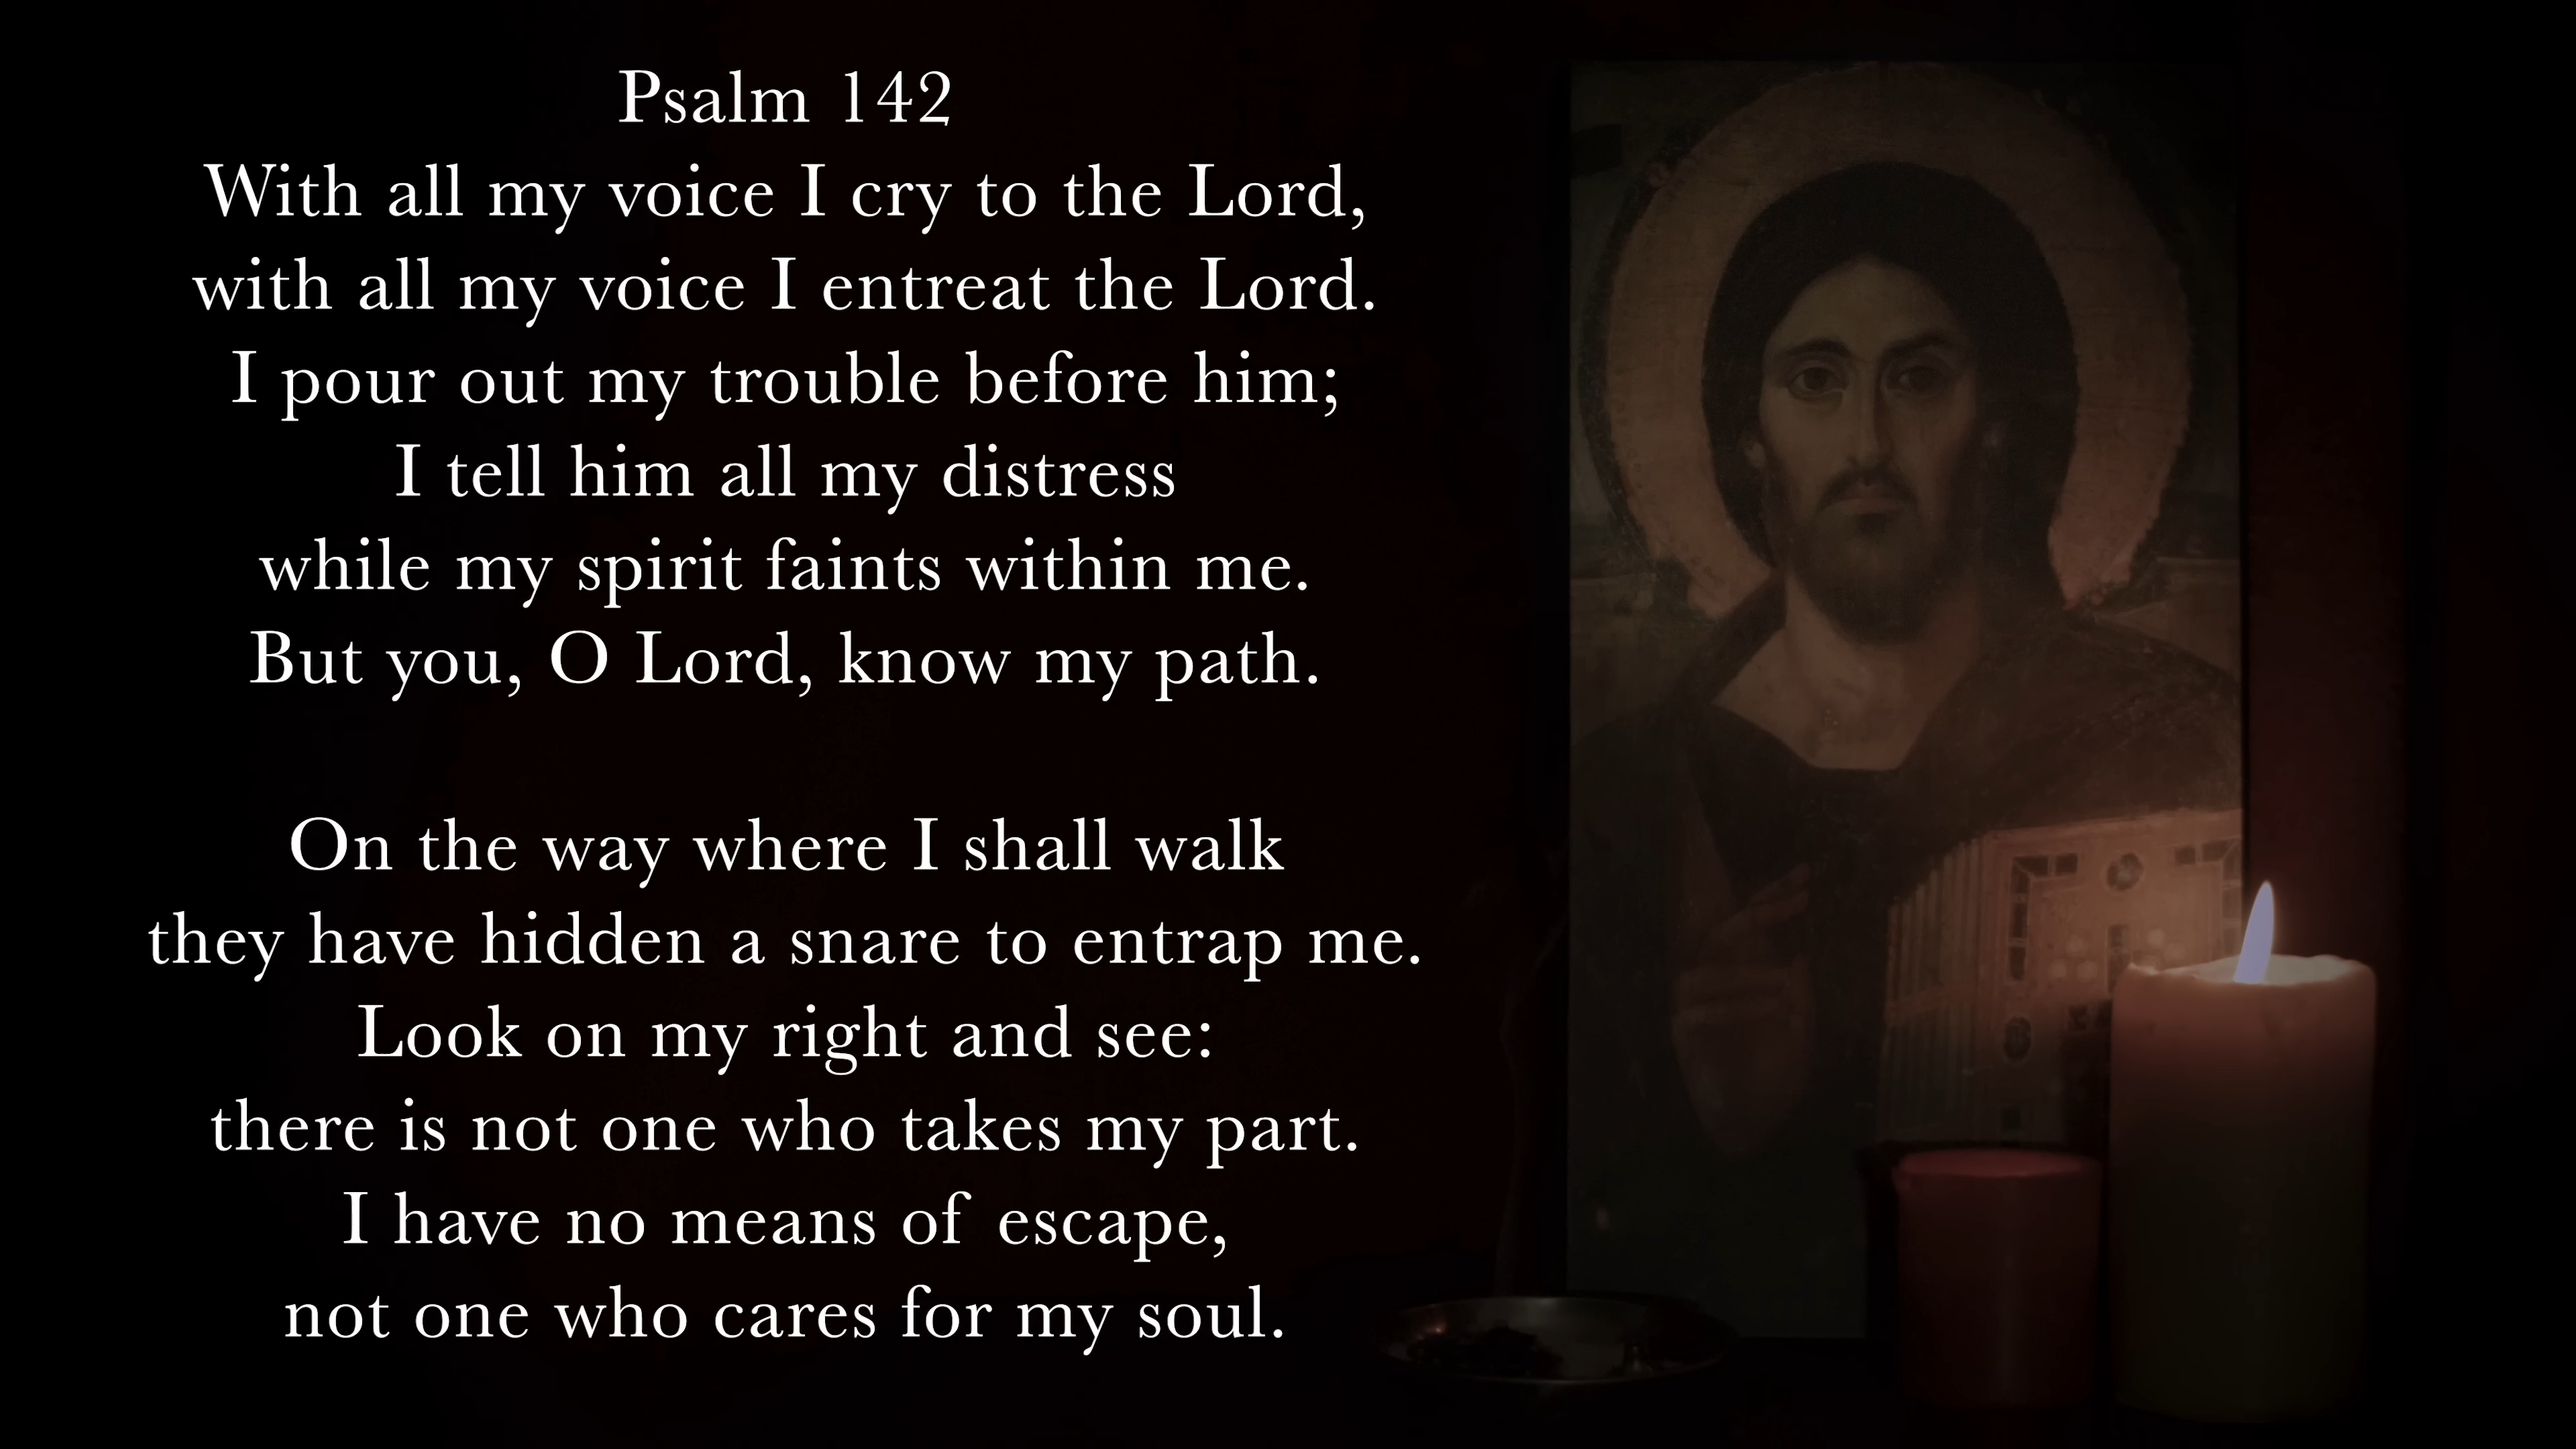 Psalm 142
With all my voice I cry to the Lord,
with all my voice I entreat the Lord.
I pour out my trouble before him;
I tell him all my distress
while my spirit faints within me.
But you, O Lord, know my path.
On the way where I shall walk
they have hidden a snare to entrap me.
Look on my right and see:
there is not one who takes my part.
I have no means of escape,
not one who cares for my soul.